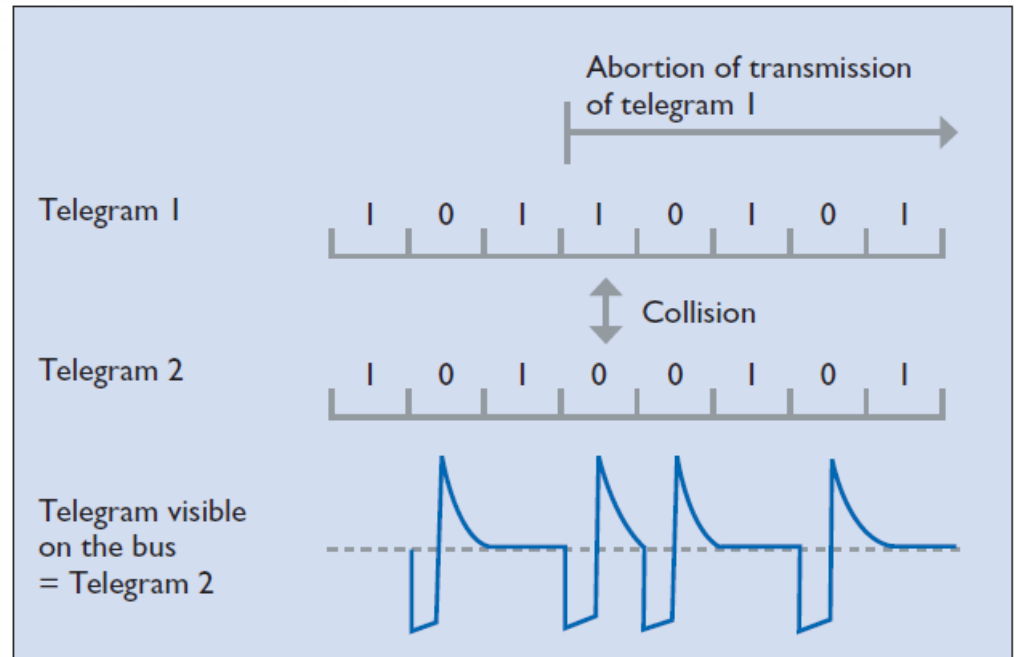 Abortion of transmission
of telegram 1
Telegram 1
1 0 1 1 0 1 0 1
Collision
Telegram 2
1 0 1 0 0 1 0 1
Telegram visible
on the bus
= Telegram 2